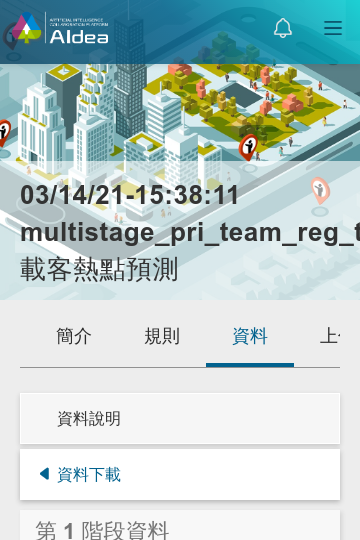 ARTIFICIAL INTELLIGENCE
COLLABORATION PLATFORM
AIdea
03/14/21-15:38:11
multistage_pri_team_reg_t
載客熱點預測
簡介 規則 資料 上
資料說明
資料下載
第 1 階段資料